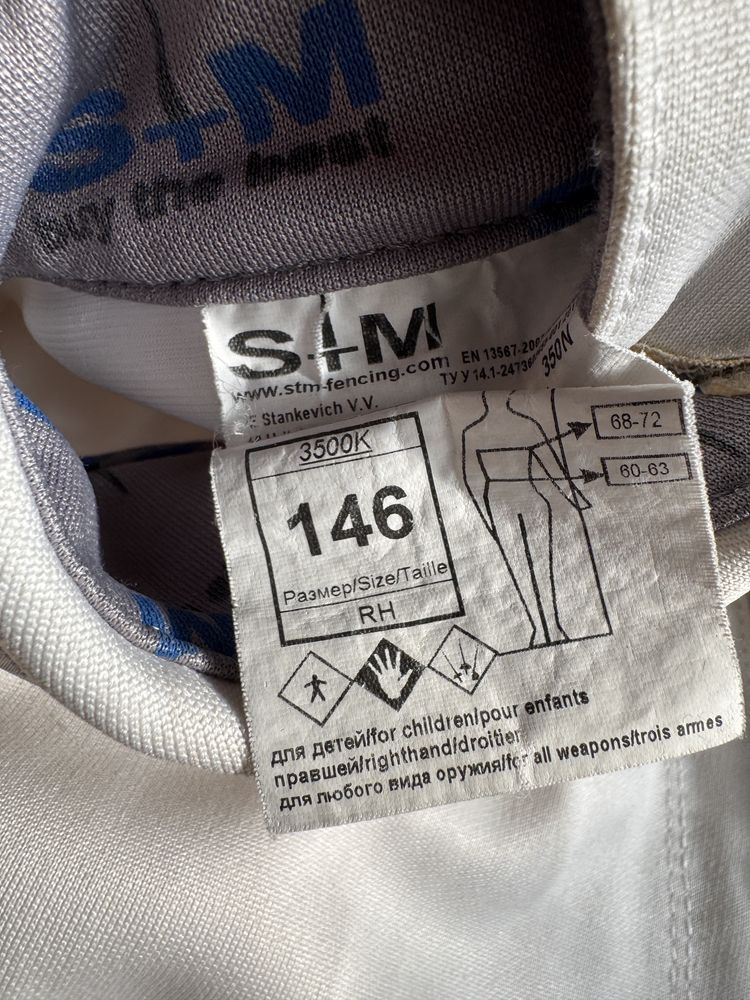 S+M
the best
S+M
www.stm-fencing.com
EN 13567-200
ТУ У 14.1-2473
350N
Stankevich V.V.
3500K
146
Размер/Size/Taille
RH
68-72
60-63
для детей/for children/pour enfants
правшей/righthand/droitier
для любого вида оружия/for all weapons/trois armes